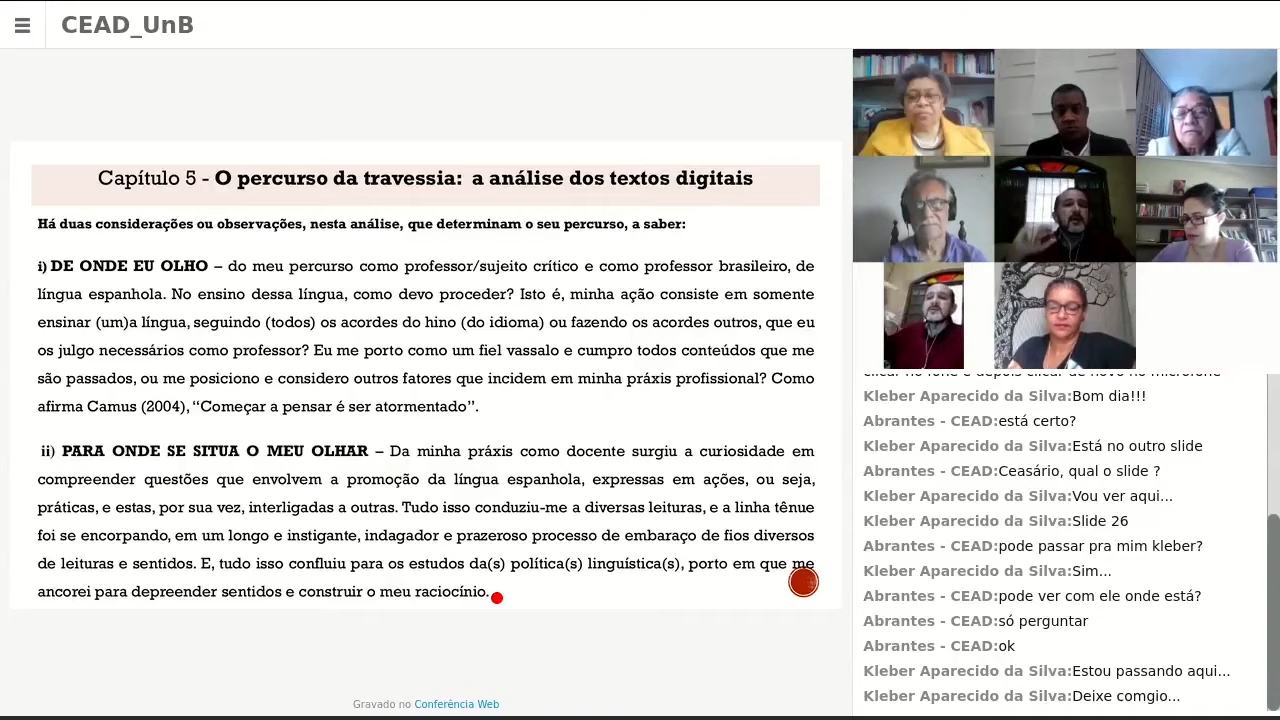 CEAD_UnB
Capítulo 5 - O percurso da travessia: a análise dos textos digitais
Há duas considerações ou observações, nesta análise, que determinam o seu percurso, a saber:
i) DE ONDE EU OLHO – do meu percurso como professor/sujeito crítico e como professor brasileiro, de
língua espanhola. No ensino dessa língua, como devo proceder? Isto é, minha ação consiste em somente
ensinar (um)a língua, seguindo (todos) os acordes do hino (do idioma) ou fazendo os acordes outros, que eu
os julgo necessários como professor? Eu me porto como um fiel vassalo e cumpro todos conteúdos que me
são passados, ou me posiciono e considero outros fatores que incidem em minha práxis profissional? Como
afirma Camus (2004), “Começar a pensar é ser atormentado”.
ii) PARA ONDE SE SITUA O MEU OLHAR – Da minha práxis como docente surgiu a curiosidade em
compreender questões que envolvem a promoção da língua espanhola, expressas em ações, ou seja,
práticas, e estas, por sua vez, interligadas a outras. Tudo isso conduziu-me a diversas leituras, e a linha tênue
foi se encorpando, em um longo e instigante, indagador e prazeroso processo de embaraço de fios diversos
de leituras e sentidos. E, tudo isso confluiu para os estudos da(s) política(s) linguística(s), porto em que me
ancorei para depreender sentidos e construir o meu raciocínio.
Gravado no Conferência Web
clicar no fone e depois clicar de novo no microfone
Kleber Aparecido da Silva:Bom dia!!!
Abrantes - CEAD:está certo?
Kleber Aparecido da Silva:Está no outro slide
Abrantes - CEAD:Ceasário, qual o slide ?
Kleber Aparecido da Silva:Vou ver aqui...
Kleber Aparecido da Silva:Slide 26
Abrantes - CEAD:pode passar pra mim kleber?
Kleber Aparecido da Silva:Sim...
Abrantes - CEAD:pode ver com ele onde está?
Abrantes - CEAD:só perguntar
Abrantes - CEAD:ok
Kleber Aparecido da Silva:Estou passando aqui...
Kleber Aparecido da Silva:Deixe comgio...